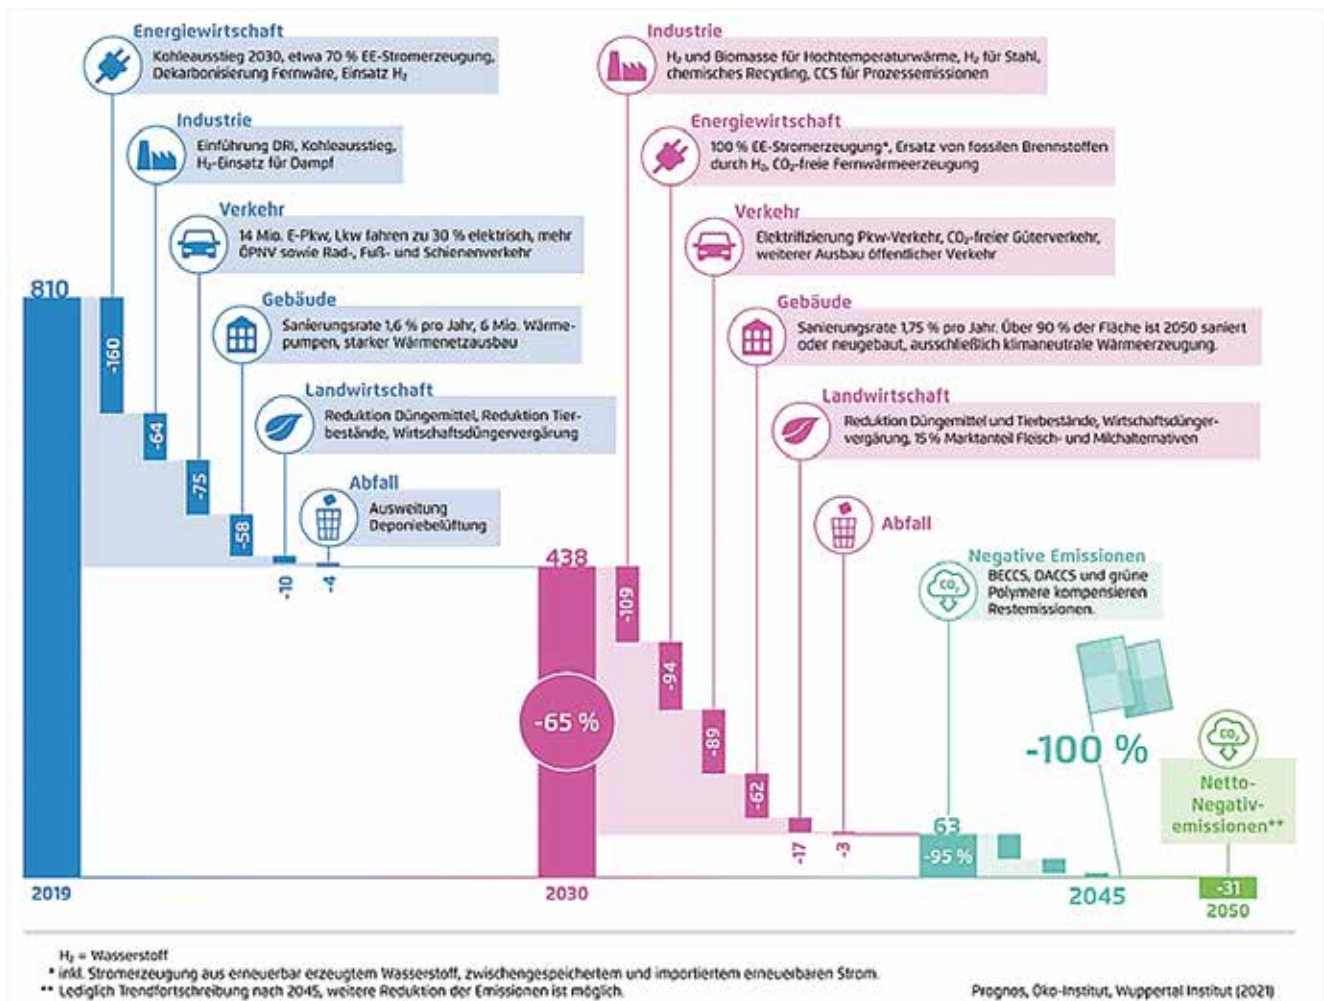 Energiewirtschaft
Kohleausstieg 2030, etwa 70 % EE-Stromerzeugung,
Dekarbonisierung Fernwäre, Einsatz H₂
Industrie
Einführung DRI, Kohleausstieg,
H₂-Einsatz für Dampf
Verkehr
14 Mio. E-Pkw, Lkw fahren zu 30 % elektrisch, mehr
ÖPNV sowie Rad-, Fuß- und Schienenverkehr
Gebäude
Sanierungsrate 1,6 % pro Jahr, 6 Mio. Wärme-
pumpen, starker Wärmenetzausbau
Landwirtschaft
Reduktion Düngemittel, Reduktion Tier-
bestände, Wirtschaftsdüngervergärung
Abfall
Ausweitung
Deponiebelüftung
810
-160
-64
-75
-58
-10
-4
2019
Industrie
H₂ und Biomasse für Hochtemperaturwärme, H₂ für Stahl,
chemisches Recycling, CCS für Prozessemissionen
Energiewirtschaft
100 % EE-Stromerzeugung*, Ersatz von fossilen Brennstoffen
durch H₂, CO₂-freie Fernwärmeerzeugung
Verkehr
Elektrifizierung Pkw-Verkehr, CO₂-freier Güterverkehr,
weiterer Ausbau öffentlicher Verkehr
Gebäude
Sanierungsrate 1,75 % pro Jahr. Über 90 % der Fläche ist 2050 saniert
oder neugebaut, ausschließlich klimaneutrale Wärmeerzeugung.
Landwirtschaft
Reduktion Düngemittel und Tierbestände, Wirtschaftsdünger-
vergärung, 15 % Marktanteil Fleisch- und Milchalternativen
Abfall
438
-65 %
-109
-94
-89
-62
-17
-3
2030
Negative Emissionen
CO₂
BECCS, DACCS und grüne
Polymere kompensieren
Restemissionen.
63
-95 %
-100 %
2045
CO₂
Netto-
Negativ-
emissionen**
-31
2050
H₂ = Wasserstoff
* inkl. Stromerzeugung aus erneuerbar erzeugtem Wasserstoff, zwischengespeichertem und importiertem erneuerbaren Strom.
** Lediglich Trendfortschreibung nach 2045, weitere Reduktion der Emissionen ist möglich.
Prognos, Öko-Institut, Wuppertal Institut (2021)